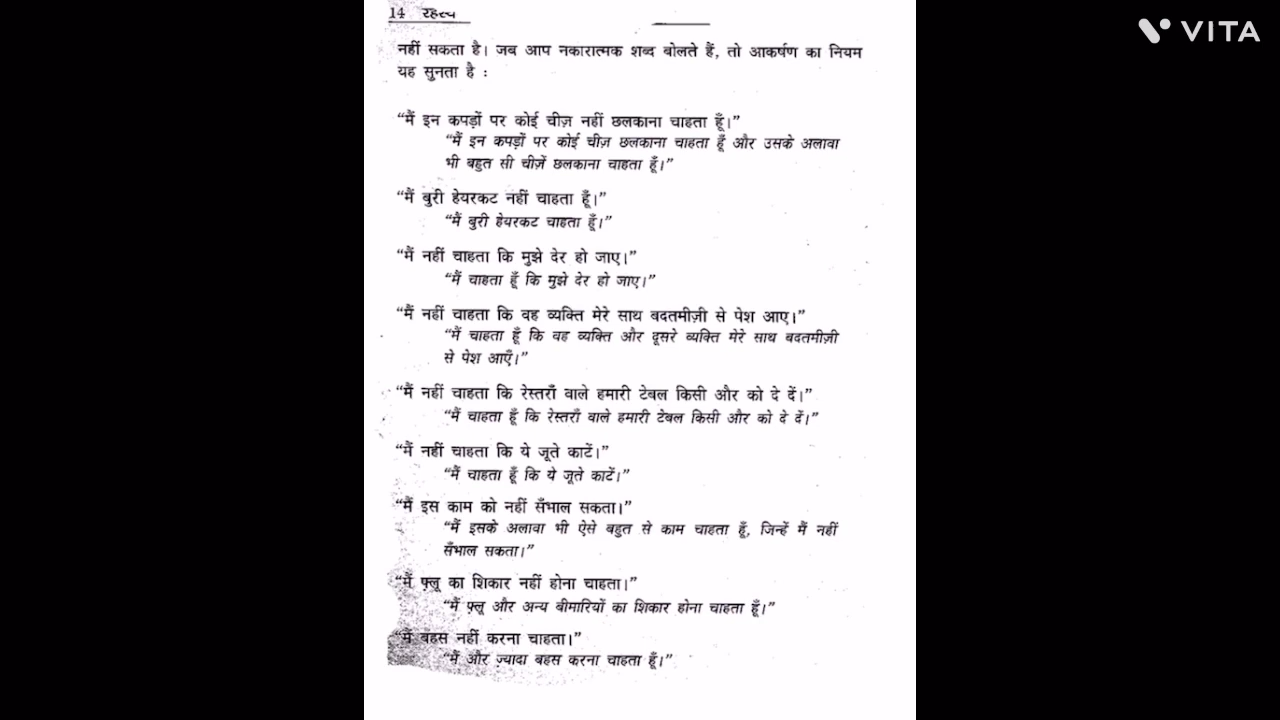 14 रहस्य
VITA
नहीं सकता है। जब आप नकारात्मक शब्द बोलते हैं, तो आकर्षण का नियम
यह सुनता है :
“मैं इन कपड़ों पर कोई चीज़ नहीं छलकाना चाहता हूँ।”
“मैं इन कपड़ों पर कोई चीज़ छलकाना चाहता हूँ और उसके अलावा
भी बहुत सी चीज़ें छलकाना चाहता हूँ।”
“मैं बुरी हेयरकट नहीं चाहता हूँ।”
“मैं बुरी हेयरकट चाहता हूँ।”
“मैं नहीं चाहता कि मुझे देर हो जाए।”
“मैं चाहता हूँ कि मुझे देर हो जाए।”
“मैं नहीं चाहता कि वह व्यक्ति मेरे साथ बदतमीज़ी से पेश आए।”
“मैं चाहता हूँ कि वह व्यक्ति और दूसरे व्यक्ति मेरे साथ बदतमीज़ी
से पेश आएँ।”
“मैं नहीं चाहता कि रेस्तराँ वाले हमारी टेबल किसी और को दे दें।”
“मैं चाहता हूँ कि रेस्तराँ वाले हमारी टेबल किसी और को दे दें।”
“मैं नहीं चाहता कि ये जूते काटें।”
“मैं चाहता हूँ कि ये जूते काटें।”
“मैं इस काम को नहीं सँभाल सकता।”
“मैं इसके अलावा भी ऐसे बहुत से काम चाहता हूँ, जिन्हें मैं नहीं
सँभाल सकता।”
“मैं फ़्लू का शिकार नहीं होना चाहता।”
“मैं फ़्लू और अन्य बीमारियों का शिकार होना चाहता हूँ।”
“मैं बहस नहीं करना चाहता।”
“मैं और ज़्यादा बहस करना चाहता हूँ।”